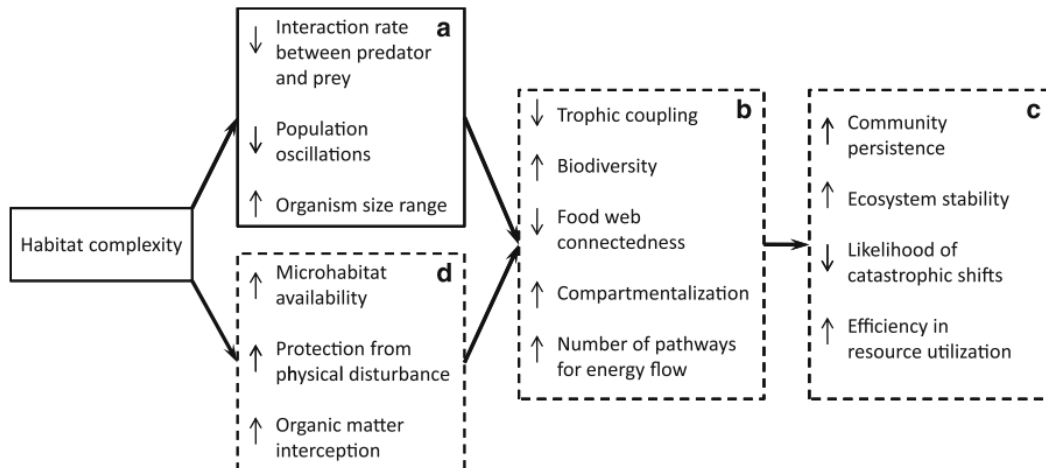 Habitat complexity
a
↓ Interaction rate
between predator
and prey
↓ Population
oscillations
↑ Organism size range
d
↑ Microhabitat
availability
↑ Protection from
physical disturbance
↑ Organic matter
interception
b
↓ Trophic coupling
↑ Biodiversity
↓ Food web
connectedness
↑ Compartmentalization
↑ Number of pathways
for energy flow
c
↑ Community
persistence
↑ Ecosystem stability
↓ Likelihood of
catastrophic shifts
↑ Efficiency in
resource utilization